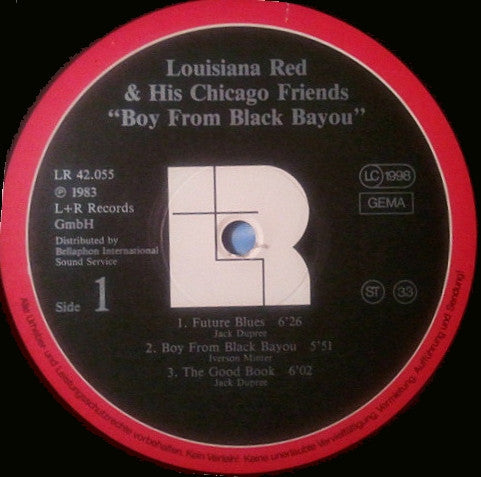 Louisiana Red
& His Chicago Friends
"Boy From Black Bayou"
LR 42.055
℗ 1983
L+R Records
GmbH
Distributed by
Bellaphon International
Sound Service
Side 1
LC 1996
GEMA
ST 33
LR
1. Future Blues 6'26
Jack Dupree
2. Boy From Black Bayou 5'51
Iverson Minter
3. The Good Book 6'02
Jack Dupree
Alle Urheber- und Leistungsschutzrechte vorbehalten. Kein Verleih! Keine unerlaubte Vervielfältigung, Vermietung, Aufführung und Sendung!